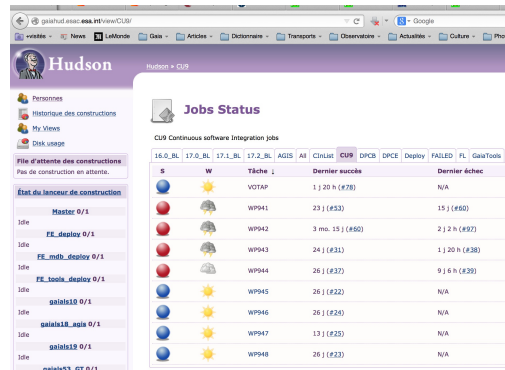 gaiahud.esac.esa.int/view/CU9/
Google
+visités
News
LeMonde
Gaia
Articles
Dictionnaire
Transports
Observatoire
Actualités
Culture
Pho
Hudson
Hudson » CU9
Personnes
Historique des constructions
My Views
Disk usage
File d'attente des constructions
Pas de construction en attente.
État du lanceur de construction
Master 0/1
Idle
FE_deploy 0/1
Idle
FE_mdb_deploy 0/1
Idle
FE_tools_deploy 0/1
Idle
gaials10 0/1
Idle
gaials18_agis 0/1
Idle
gaials19 0/1
Idle
gaials53_GT 0/1
Jobs Status
CU9 Continuous software Integration jobs
16.0_BL 17.0_BL 17.1_BL 17.2_BL AGIS All CInList CU9 DPCB DPCE Deploy FAILED FL GaiaTools
S W Tâche ↓ Dernier succès Dernier échec
VOTAP 1 j 20 h (#78) N/A
WP941 23 j (#53) 15 j (#60)
WP942 3 mo. 15 j (#60) 2 j 2 h (#97)
WP943 24 j (#31) 1 j 20 h (#38)
WP944 26 j (#37) 9 j 6 h (#39)
WP945 26 j (#22) N/A
WP946 26 j (#24) N/A
WP947 13 j (#25) N/A
WP948 26 j (#23) N/A